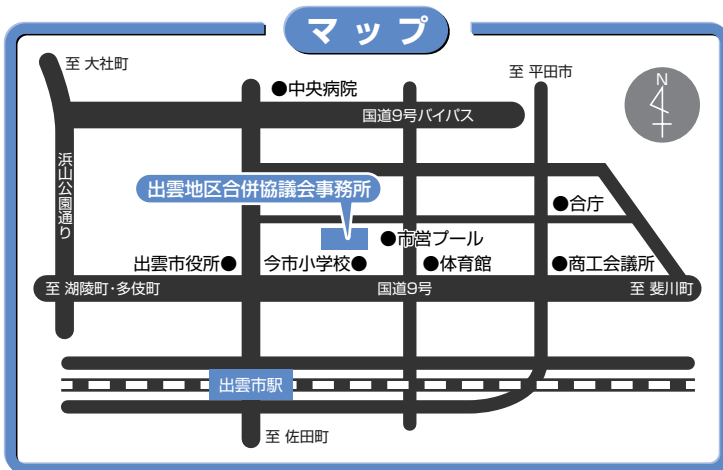 マップ
至 大社町
至 平田市
N
●中央病院
国道9号バイパス
浜山公園通り
出雲地区合併協議会事務所
●合庁
●市営プール
出雲市役所●
今市小学校●
●体育館
●商工会議所
至 湖陵町・多伎町
国道9号
至 斐川町
出雲市駅
至 佐田町